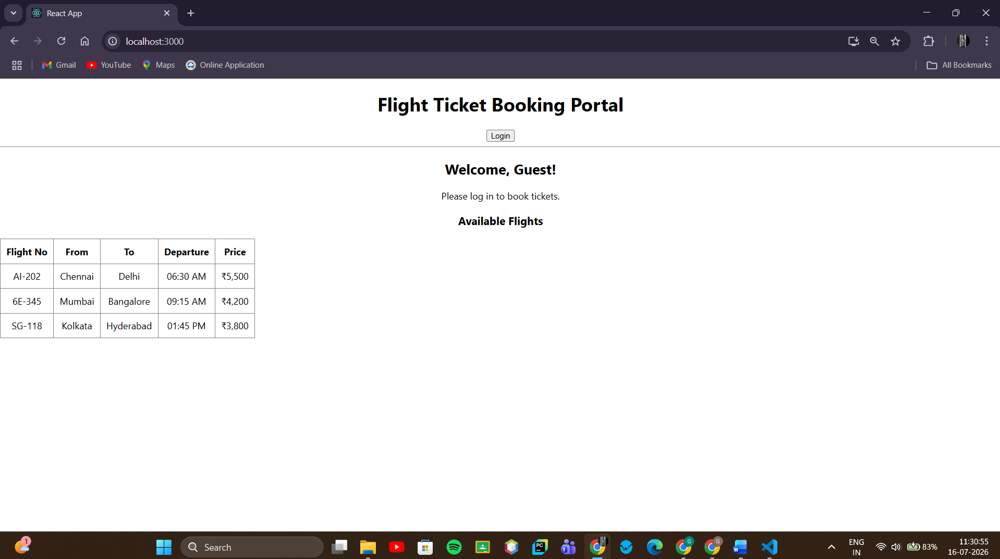 React App
localhost:3000
Gmail YouTube Maps Online Application All Bookmarks
Flight Ticket Booking Portal
Login
Welcome, Guest!
Please log in to book tickets.
Available Flights
Flight No From To Departure Price
AI-202 Chennai Delhi 06:30 AM ₹5,500
6E-345 Mumbai Bangalore 09:15 AM ₹4,200
SG-118 Kolkata Hyderabad 01:45 PM ₹3,800
1 Search PC T G G W ENG 83% 11:30:55
IN 16-07-2026